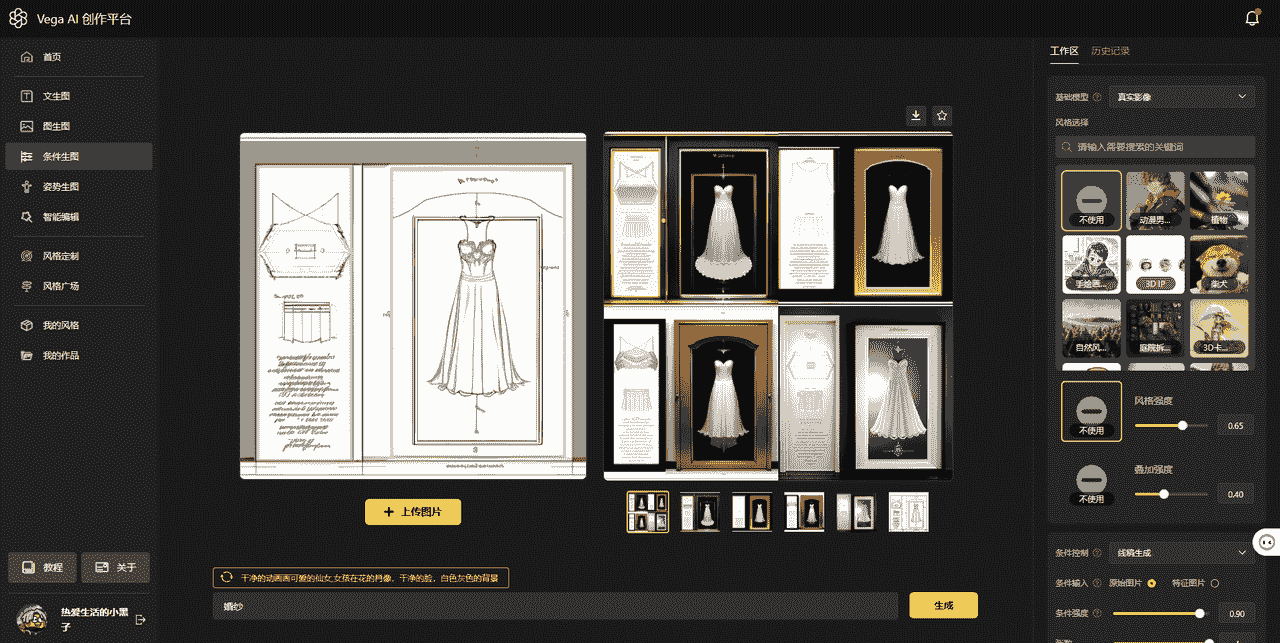 Vega AI 创作平台
首页
文生图
图生图
条件生图
姿势生图
智能编辑
风格定制
风格广场
我的风格
我的作品
教程
关于
热爱生活的小黑子
上传图片
干净的动画画可爱的仙女,女孩在花的肖像，干净的脸，白色灰色的背景
婚纱
生成
工作区
历史记录
基础模型
真实影像
风格选择
请输入需要搜索的关键词
不使用
动漫男...
植物
手绘画...
3D IP
柴犬
自然风...
庭院拆...
3D卡...
不使用
风格强度
0.65
不使用
叠加强度
0.40
条件控制
线稿生成
条件输入
原始图片
特征图片
条件强度
0.90